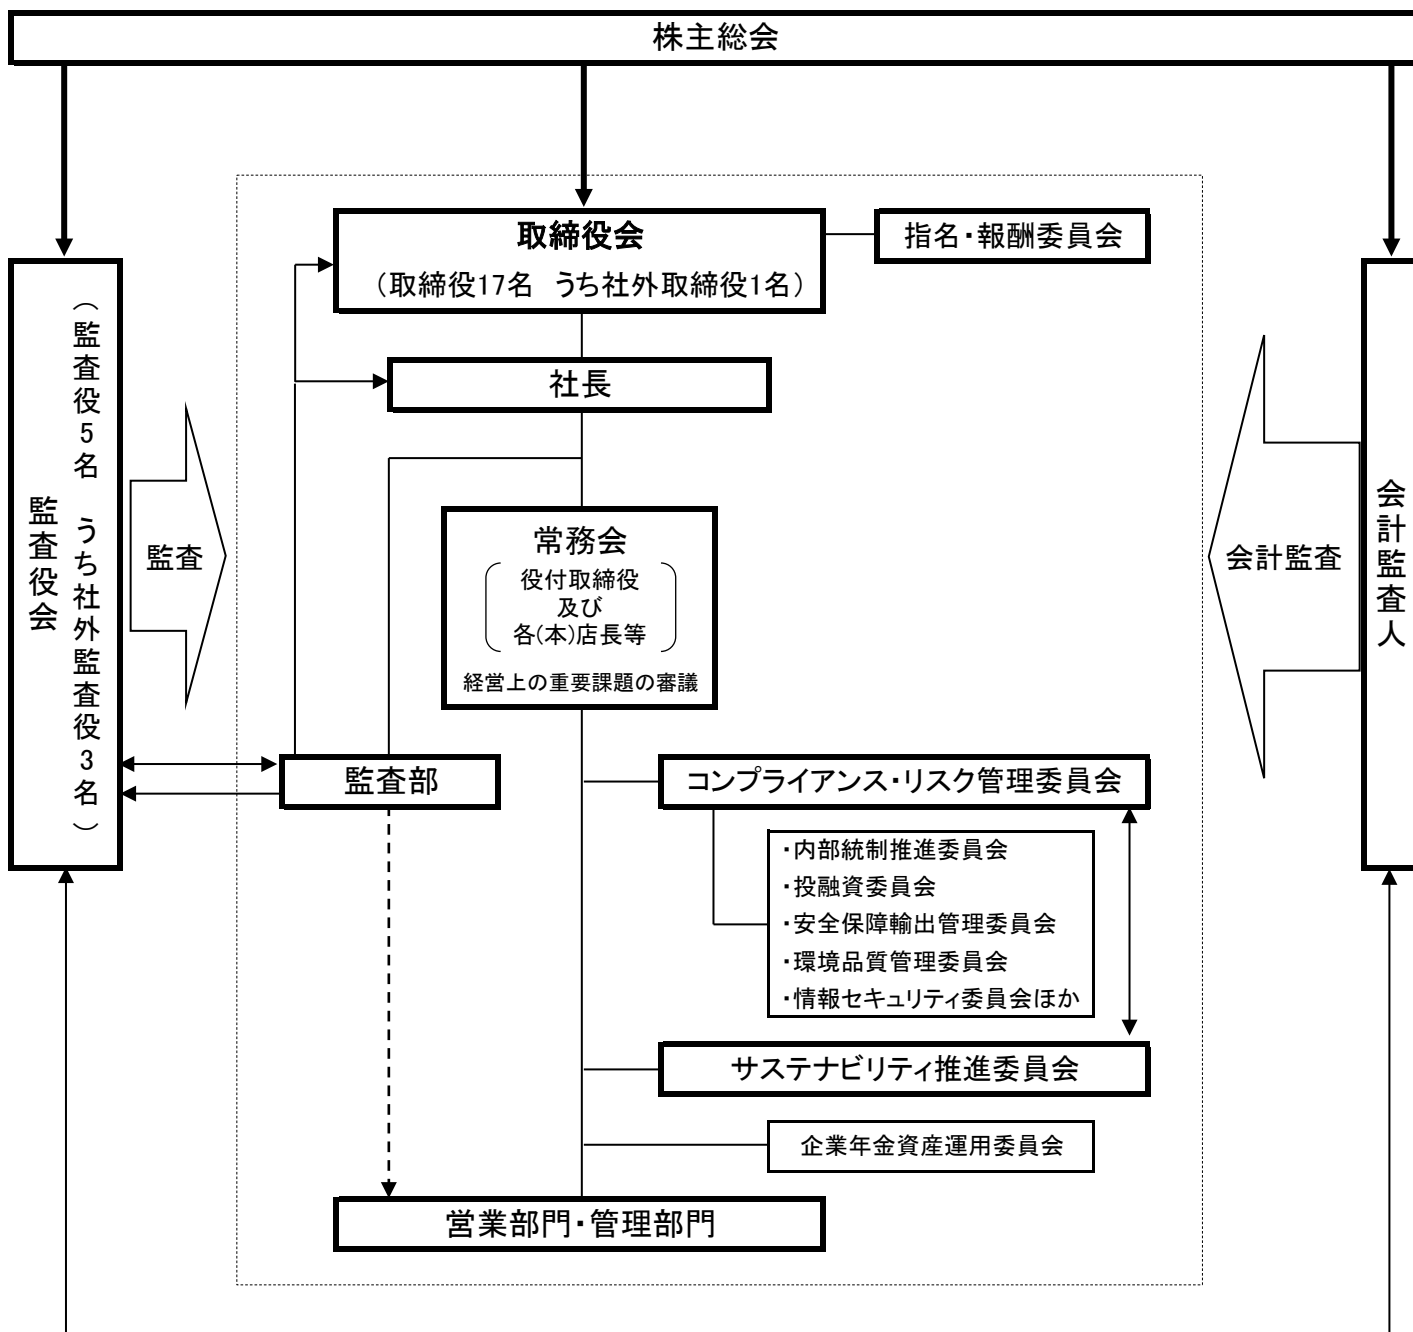 株主総会
取締役会
（取締役17名　うち社外取締役1名）
指名・報酬委員会
社長
監査役会
（監査役5名　うち社外監査役3名）
監査
常務会
役付取締役
及び
各(本)店長等
経営上の重要課題の審議
会計監査
会計監査人
監査部
コンプライアンス・リスク管理委員会
・内部統制推進委員会
・投融資委員会
・安全保障輸出管理委員会
・環境品質管理委員会
・情報セキュリティ委員会ほか
サステナビリティ推進委員会
企業年金資産運用委員会
営業部門・管理部門